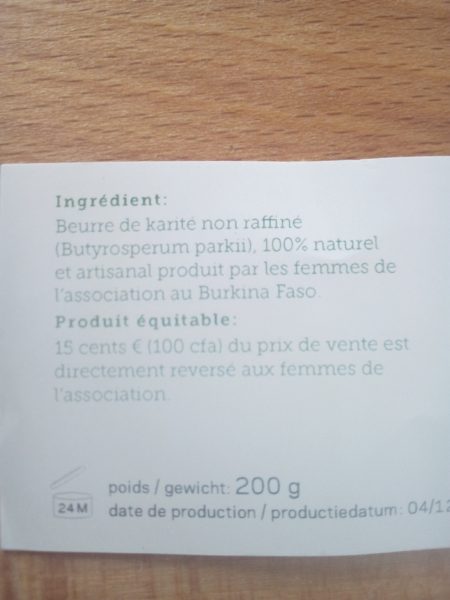 Ingrédient:
Beurre de karité non raffiné
(Butyrosperum parkii), 100% naturel
et artisanal produit par les femmes de
l'association au Burkina Faso.
Produit équitable:
15 cents € (100 cfa) du prix de vente est
directement reversé aux femmes de
l'association.
poids / gewicht: 200 g
24M
date de production / productiedatum: 04/12